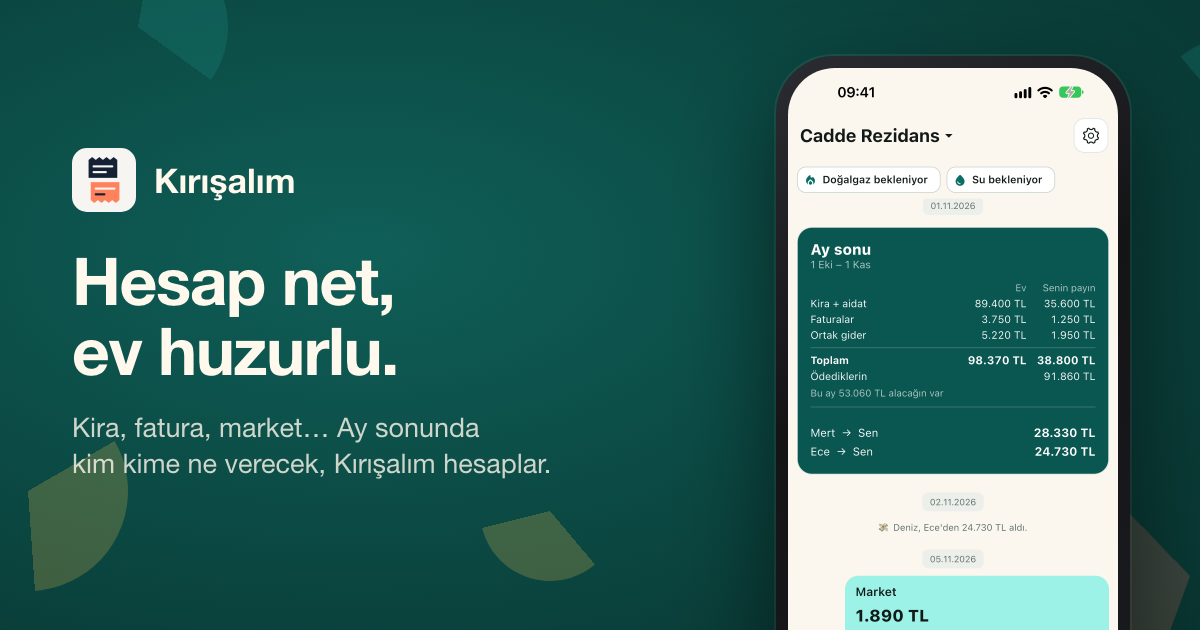 Kırışalım
Hesap net,
ev huzurlu.
Kira, fatura, market… Ay sonunda
kim kime ne verecek, Kırışalım hesaplar.
09:41
Cadde Rezidans
Doğalgaz bekleniyor
Su bekleniyor
01.11.2026
Ay sonu
1 Eki – 1 Kas
Ev Senin payın
Kira + aidat 89.400 TL 35.600 TL
Faturalar 3.750 TL 1.250 TL
Ortak gider 5.220 TL 1.950 TL
Toplam 98.370 TL 38.800 TL
Ödediklerin 91.860 TL
Bu ay 53.060 TL alacağın var
Mert → Sen 28.330 TL
Ece → Sen 24.730 TL
02.11.2026
Deniz, Ece'den 24.730 TL aldı.
05.11.2026
Market
1.890 TL